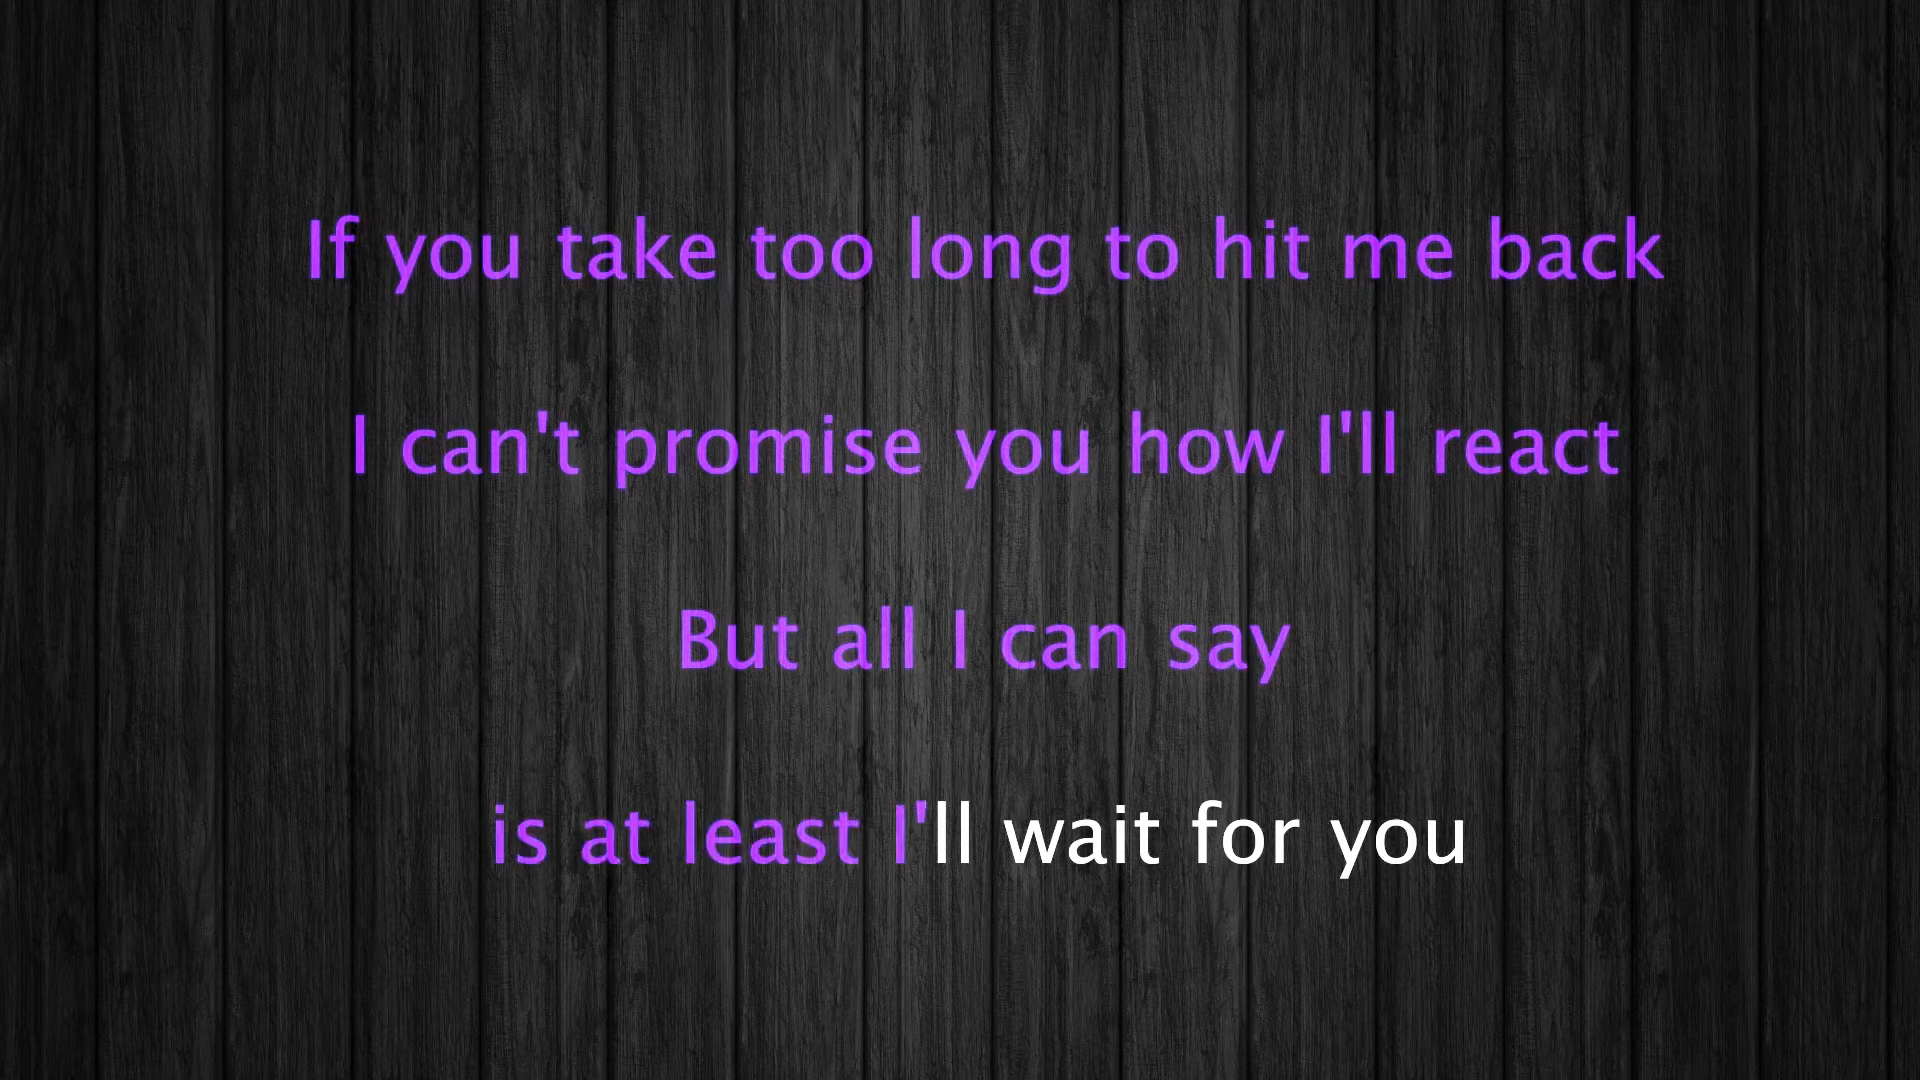 If you take too long to hit me back
I can't promise you how I'll react
But all I can say
is at least I'll wait for you